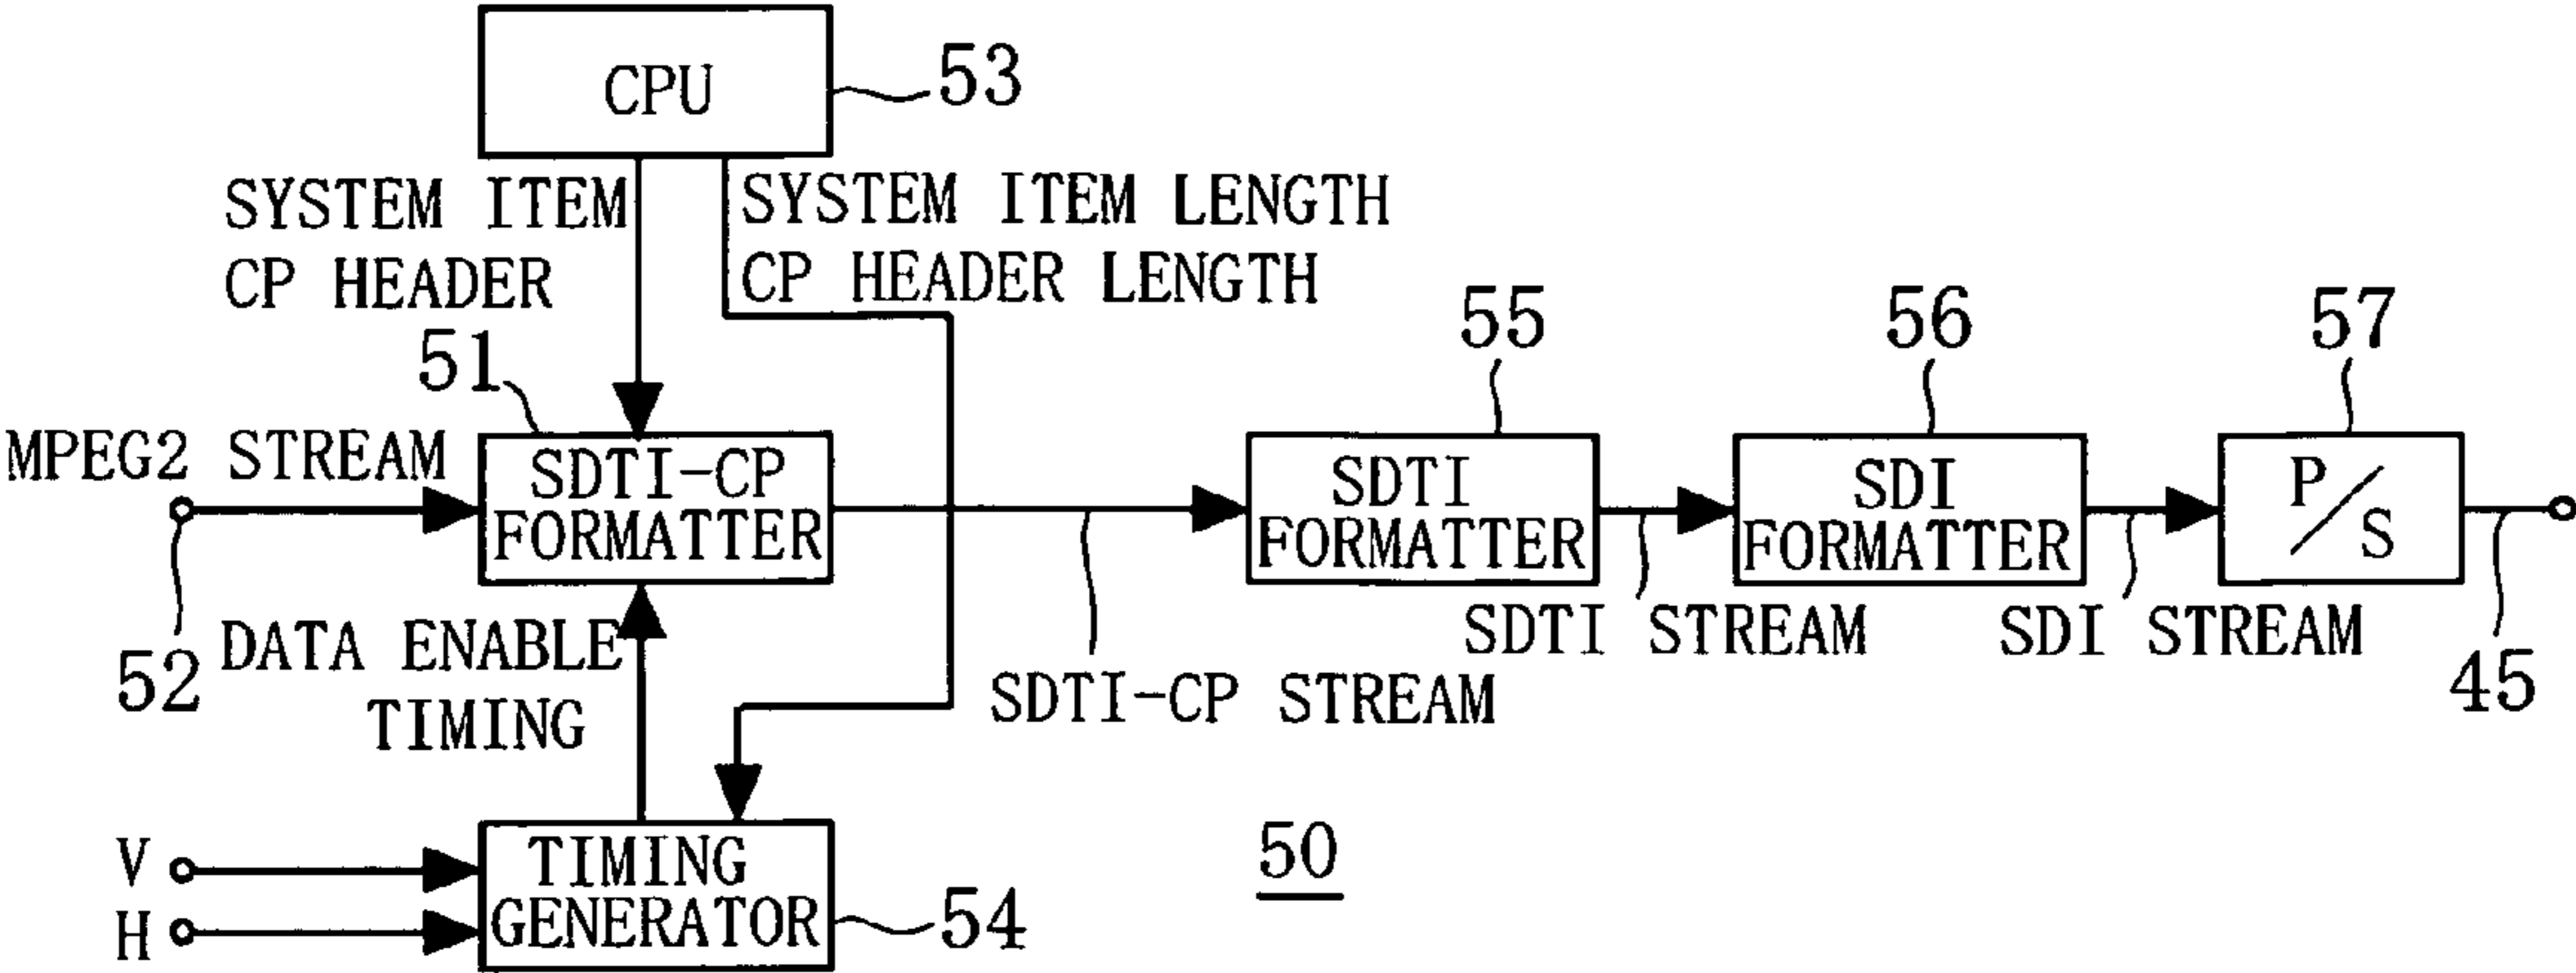 CPU
53
SYSTEM ITEM
CP HEADER
SYSTEM ITEM LENGTH
CP HEADER LENGTH
51
55
56
57
MPEG2 STREAM
52
SDTI-CP
FORMATTER
SDTI
FORMATTER
SDI
FORMATTER
P/S
DATA ENABLE
TIMING
SDTI-CP STREAM
SDTI STREAM
SDI STREAM
45
V
H
TIMING
GENERATOR
54
50